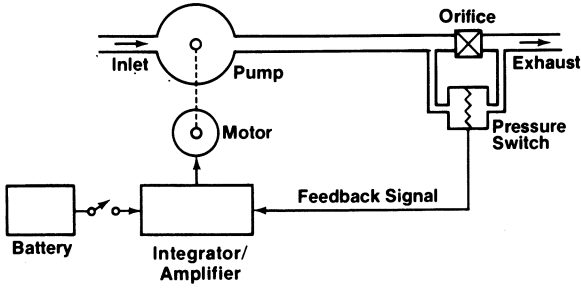 Orifice
Inlet
Pump
Exhaust
Motor
Pressure
Switch
Feedback Signal
Battery
Integrator/
Amplifier